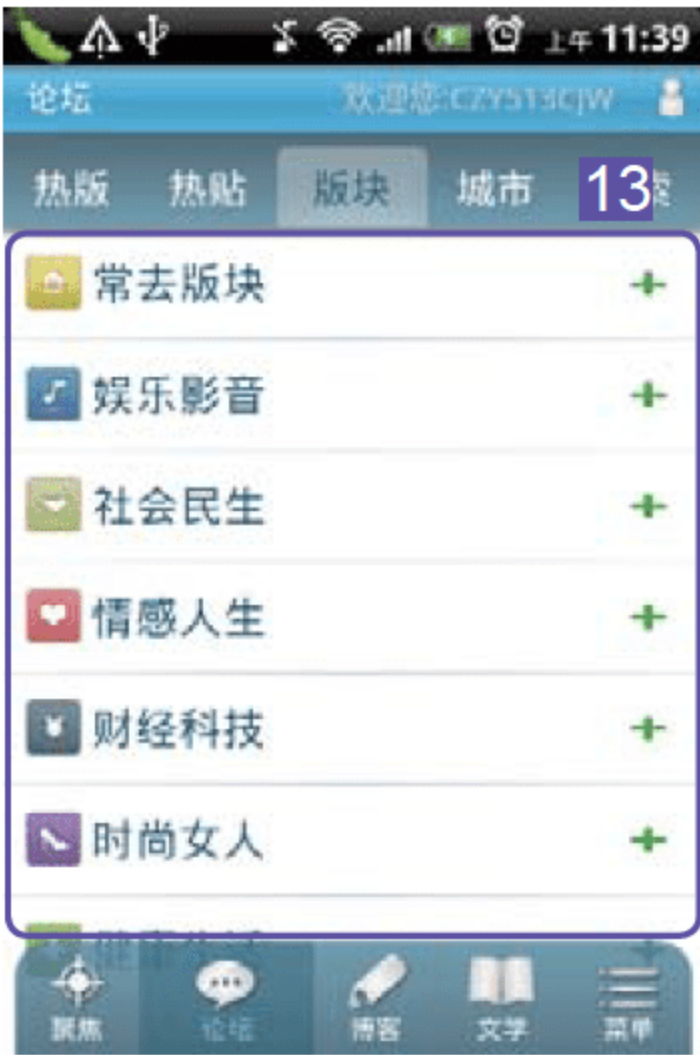 上午 11:39
论坛 欢迎您:CZY513CJW
热版 热贴 版块 城市 13
常去版块
娱乐影音
社会民生
情感人生
财经科技
时尚女人
聚焦 论坛 博客 文学 菜单